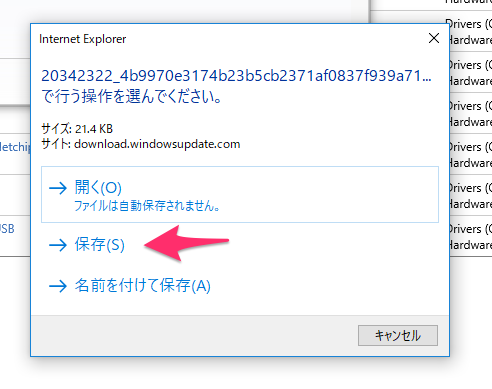 Internet Explorer
20342322_4b9970e3174b23b5cb2371af0837f939a71...
で行う操作を選んでください。
サイズ: 21.4 KB
サイト: download.windowsupdate.com
開く(O)
ファイルは自動保存されません。
保存(S)
名前を付けて保存(A)
キャンセル
letchip
USB
Drivers (
Hardware
Drivers (
Hardware
Drivers (
Hardware
Drivers (
Hardware
Drivers (
Hardware
Drivers (
Hardware